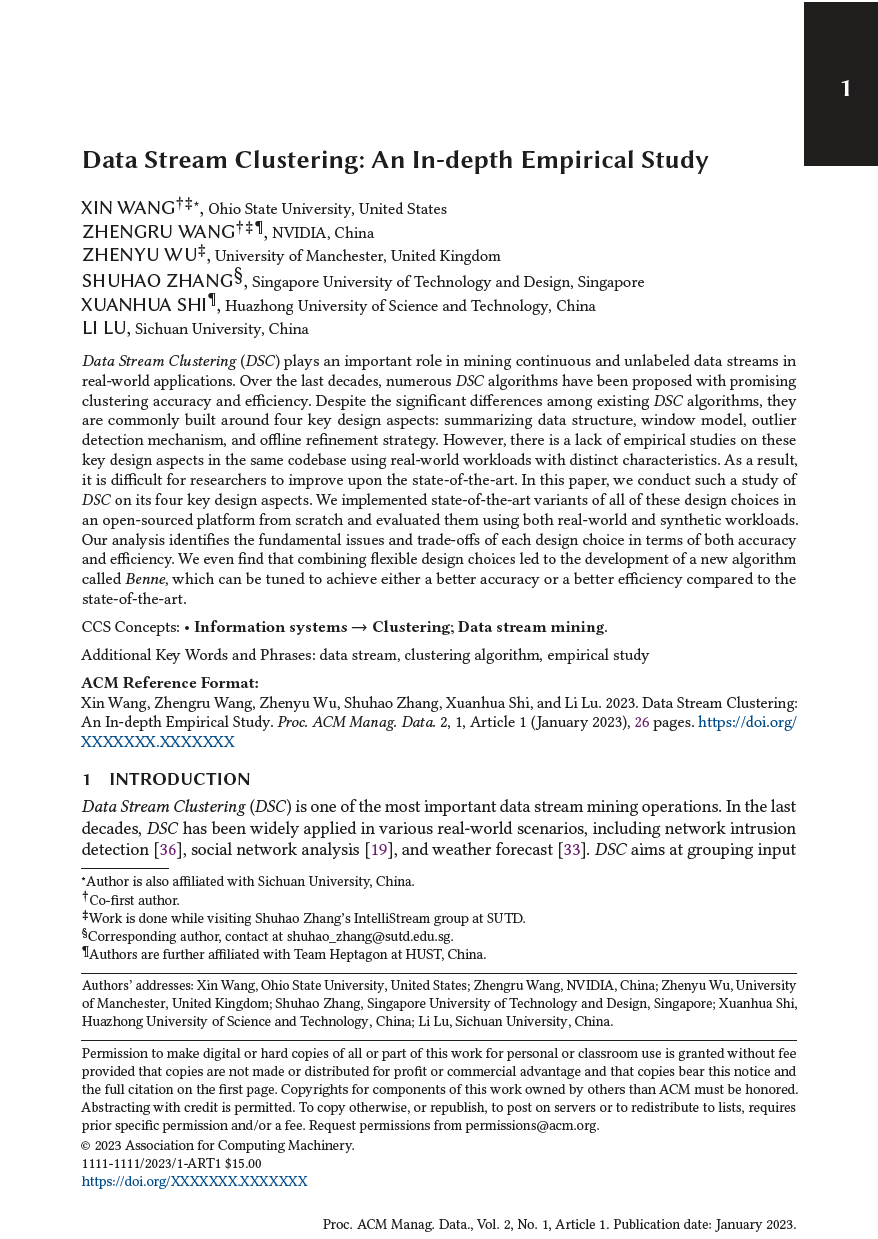 1
Data Stream Clustering: An In-depth Empirical Study
XIN WANG†‡*, Ohio State University, United States
ZHENGRU WANG†‡¶, NVIDIA, China
ZHENYU WU‡, University of Manchester, United Kingdom
SHUHAO ZHANG§, Singapore University of Technology and Design, Singapore
XUANHUA SHI¶, Huazhong University of Science and Technology, China
LI LU, Sichuan University, China
Data Stream Clustering (DSC) plays an important role in mining continuous and unlabeled data streams in
real-world applications. Over the last decades, numerous DSC algorithms have been proposed with promising
clustering accuracy and efficiency. Despite the significant differences among existing DSC algorithms, they
are commonly built around four key design aspects: summarizing data structure, window model, outlier
detection mechanism, and offline refinement strategy. However, there is a lack of empirical studies on these
key design aspects in the same codebase using real-world workloads with distinct characteristics. As a result,
it is difficult for researchers to improve upon the state-of-the-art. In this paper, we conduct such a study of
DSC on its four key design aspects. We implemented state-of-the-art variants of all of these design choices in
an open-sourced platform from scratch and evaluated them using both real-world and synthetic workloads.
Our analysis identifies the fundamental issues and trade-offs of each design choice in terms of both accuracy
and efficiency. We even find that combining flexible design choices led to the development of a new algorithm
called Benne, which can be tuned to achieve either a better accuracy or a better efficiency compared to the
state-of-the-art.
CCS Concepts: • Information systems → Clustering; Data stream mining.
Additional Key Words and Phrases: data stream, clustering algorithm, empirical study
ACM Reference Format:
Xin Wang, Zhengru Wang, Zhenyu Wu, Shuhao Zhang, Xuanhua Shi, and Li Lu. 2023. Data Stream Clustering:
An In-depth Empirical Study. Proc. ACM Manag. Data. 2, 1, Article 1 (January 2023), 26 pages. https://doi.org/
XXXXXXX.XXXXXXX
1 INTRODUCTION
Data Stream Clustering (DSC) is one of the most important data stream mining operations. In the last
decades, DSC has been widely applied in various real-world scenarios, including network intrusion
detection [36], social network analysis [19], and weather forecast [33]. DSC aims at grouping input
*Author is also affiliated with Sichuan University, China.
†Co-first author.
‡Work is done while visiting Shuhao Zhang's IntelliStream group at SUTD.
§Corresponding author, contact at shuhao_zhang@sutd.edu.sg.
¶Authors are further affiliated with Team Heptagon at HUST, China.
Authors' addresses: Xin Wang, Ohio State University, United States; Zhengru Wang, NVIDIA, China; Zhenyu Wu, University
of Manchester, United Kingdom; Shuhao Zhang, Singapore University of Technology and Design, Singapore; Xuanhua Shi,
Huazhong University of Science and Technology, China; Li Lu, Sichuan University, China.
Permission to make digital or hard copies of all or part of this work for personal or classroom use is granted without fee
provided that copies are not made or distributed for profit or commercial advantage and that copies bear this notice and
the full citation on the first page. Copyrights for components of this work owned by others than ACM must be honored.
Abstracting with credit is permitted. To copy otherwise, or republish, to post on servers or to redistribute to lists, requires
prior specific permission and/or a fee. Request permissions from permissions@acm.org.
© 2023 Association for Computing Machinery.
1111-1111/2023/1-ART1 $15.00
https://doi.org/XXXXXXX.XXXXXXX
Proc. ACM Manag. Data., Vol. 2, No. 1, Article 1. Publication date: January 2023.